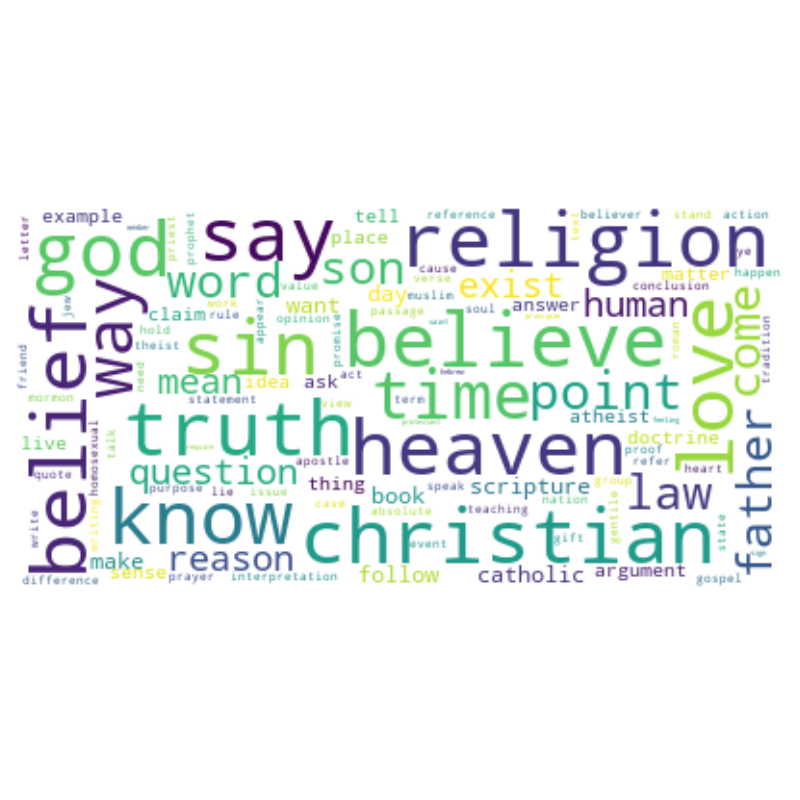 letter
example
god
priest
prophet
say
tell
place
reference
religion
believer
text
stand
action
ye
happen
jew
way
word
son
value
cause
verse
muslim
exist
matter
conclusion
belief
friend
claim
work
rule
want
day
passage
soul
answer
human
love
come
tradition
hold
theist
sin
appear
opinion
promise
believe
roman
mormon
need
mean
idea
ask
act
time
point
statement
view
term
atheist
feeling
live
talk
truth
heaven
doctrine
proof
refer
heart
father
quote
homosexual
question
require
apostle
thing
purpose
lie
issue
case
book
speak
scripture
group
law
write
writing
know
absolute
teaching
nation
gentile
state
christian
event
gift
make
reason
difference
sense
prayer
interpretation
follow
catholic
argument
gospel